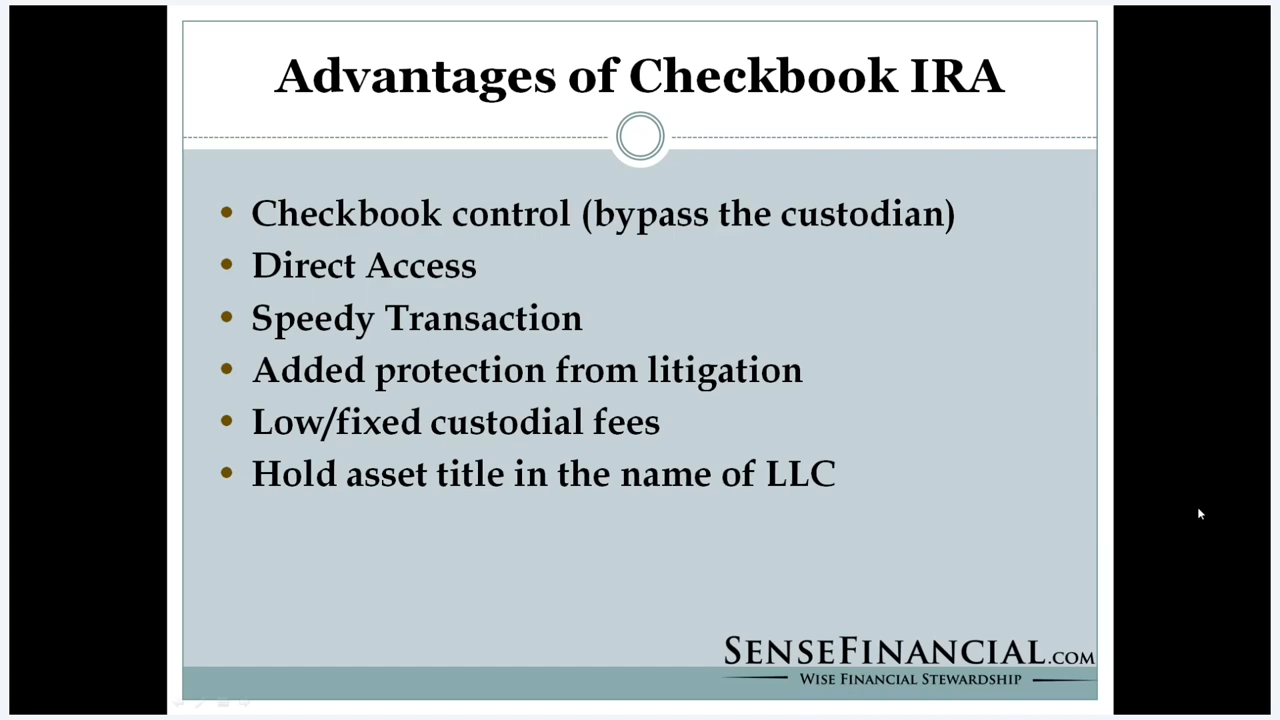 Advantages of Checkbook IRA
• Checkbook control (bypass the custodian)
• Direct Access
• Speedy Transaction
• Added protection from litigation
• Low/fixed custodial fees
• Hold asset title in the name of LLC
SENSEFINANCIAL.COM
WISE FINANCIAL STEWARDSHIP